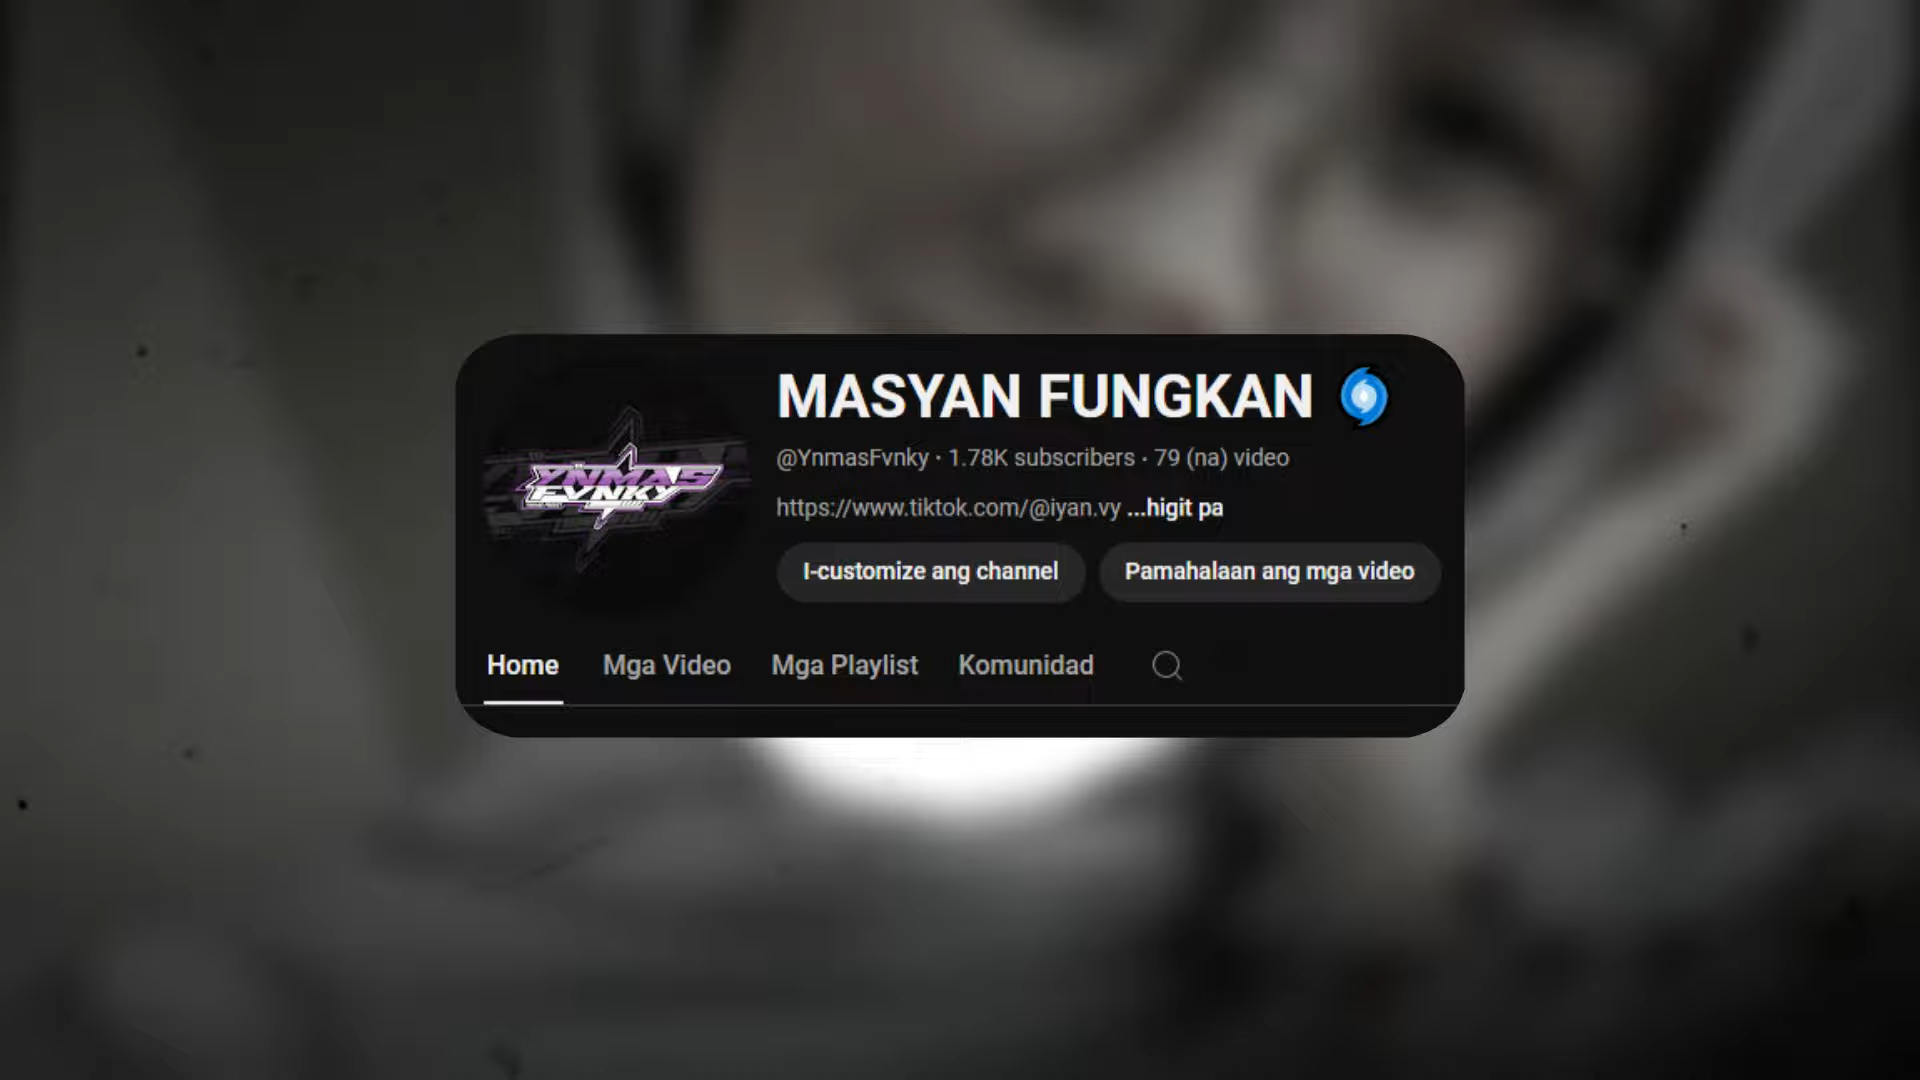 MASYAN FUNGKAN 🌀
@YnmasFvnky · 1.78K subscribers · 79 (na) video
https://www.tiktok.com/@iyan.vy ...higit pa
YNMAS
FVNKY
I-customize ang channel
Pamahalaan ang mga video
Home
Mga Video
Mga Playlist
Komunidad